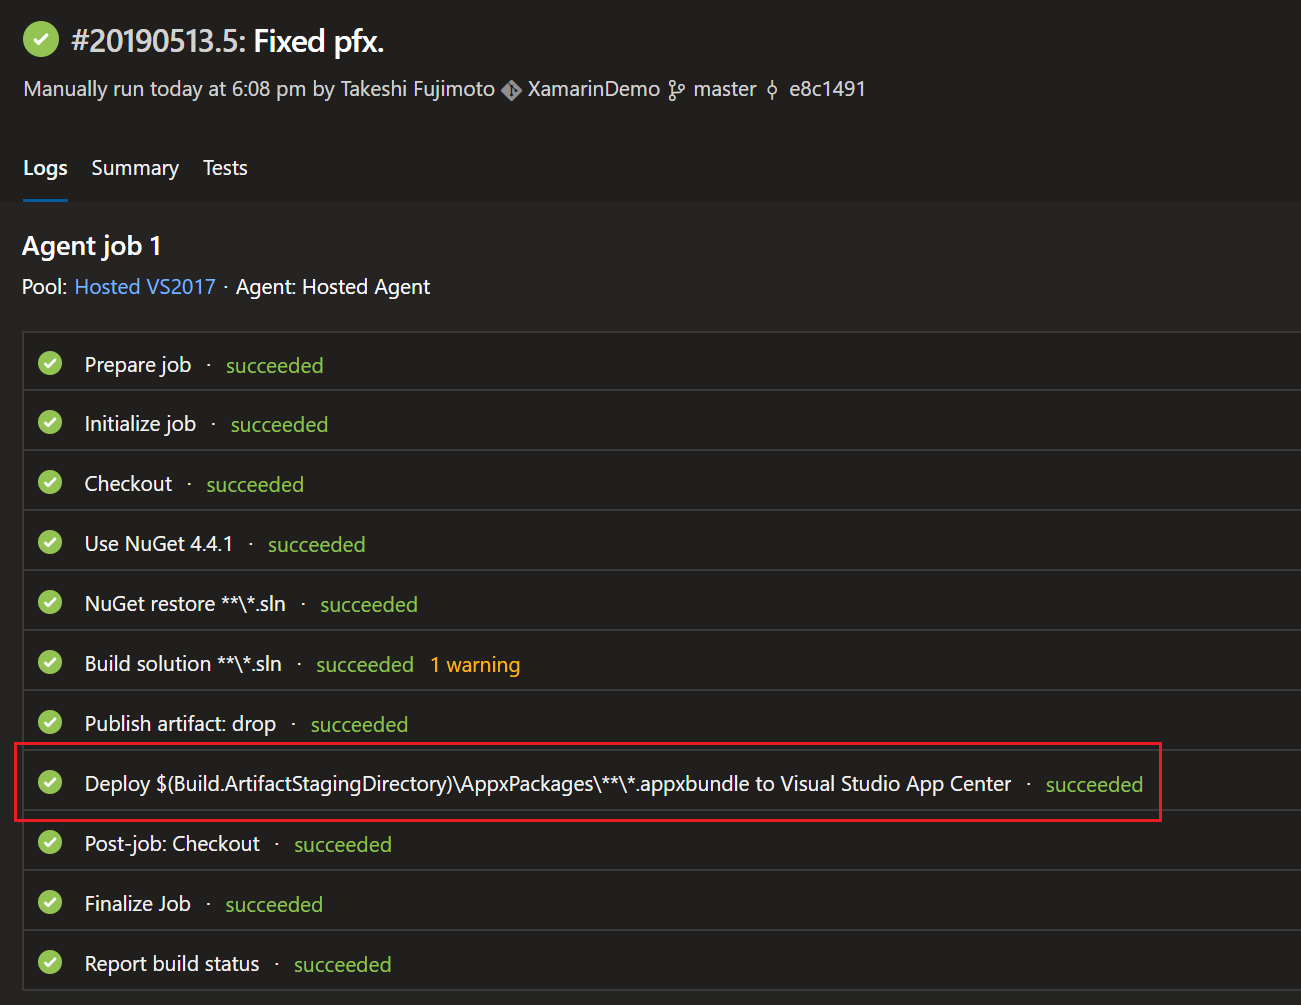 #20190513.5: Fixed pfx.
Manually run today at 6:08 pm by Takeshi Fujimoto XamarinDemo master e8c1491
Logs Summary Tests
Agent job 1
Pool: Hosted VS2017 · Agent: Hosted Agent
Prepare job · succeeded
Initialize job · succeeded
Checkout · succeeded
Use NuGet 4.4.1 · succeeded
NuGet restore **\*.sln · succeeded
Build solution **\*.sln · succeeded 1 warning
Publish artifact: drop · succeeded
Deploy $(Build.ArtifactStagingDirectory)\AppxPackages\**\*.appxbundle to Visual Studio App Center · succeeded
Post-job: Checkout · succeeded
Finalize Job · succeeded
Report build status · succeeded